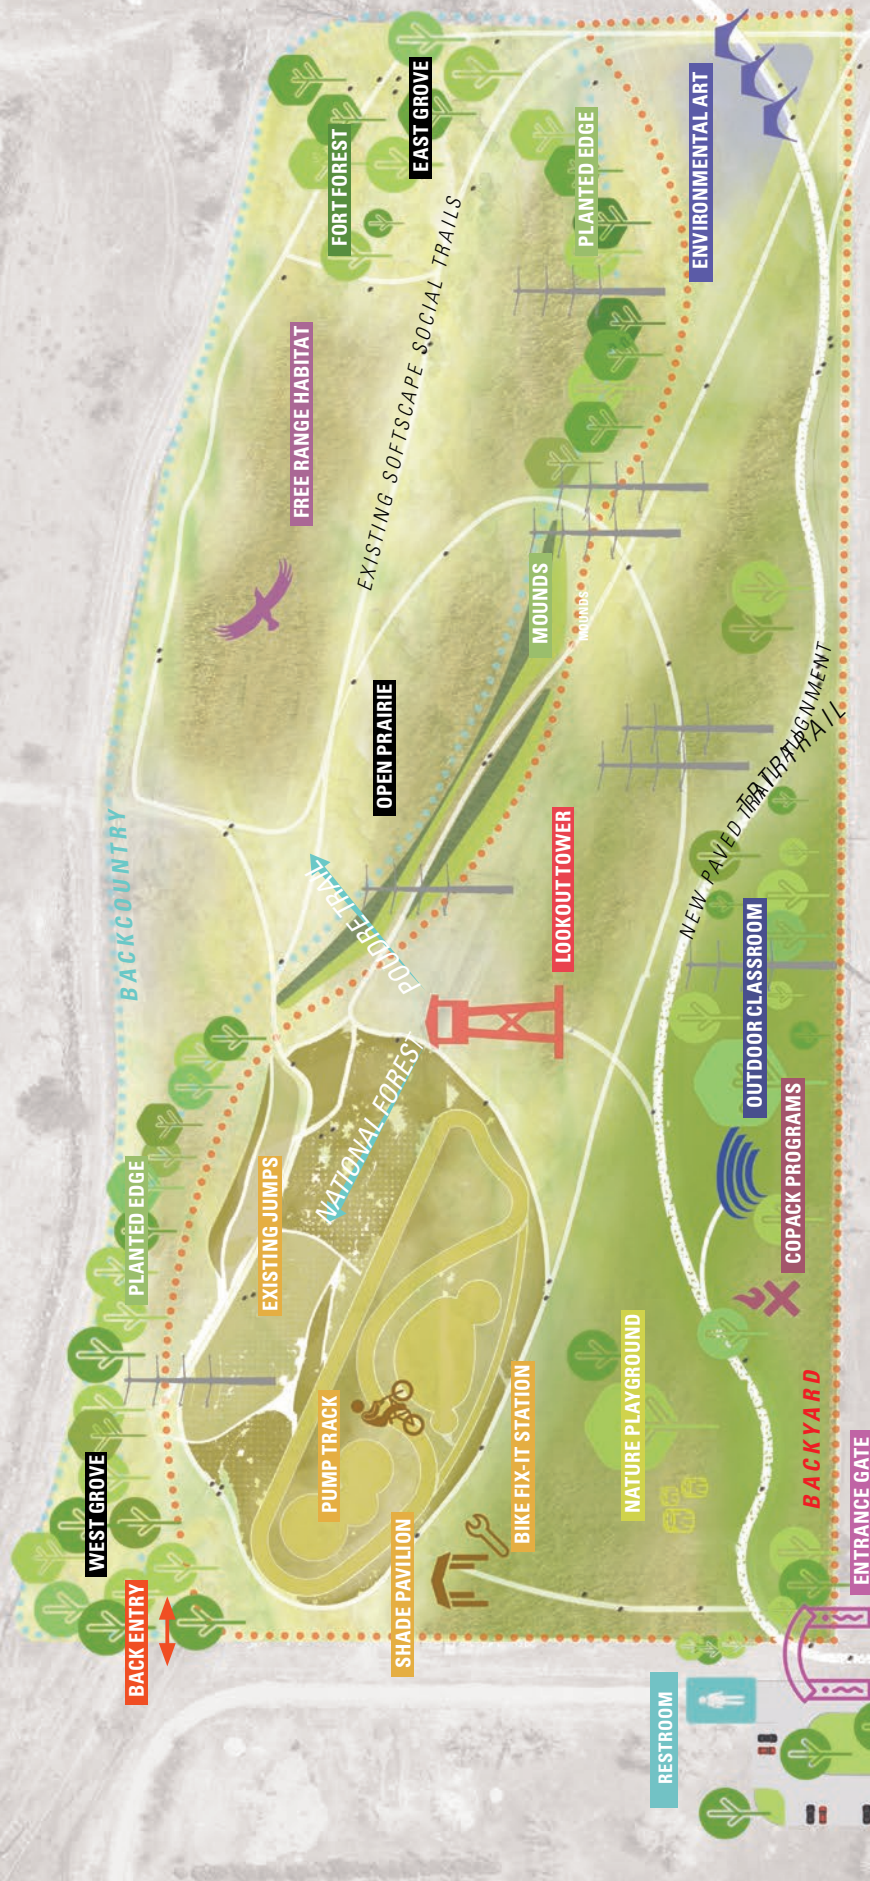 WEST GROVE
BACKCOUNTRY
BACK ENTRY
PLANTED EDGE
EXISTING JUMPS
FREE RANGE HABITAT
PUMP TRACK
FORT FOREST
NATIONAL FOREST
POUDRE TRAIL
OPEN PRAIRIE
SHADE PAVILION
EXISTING SOFTSCAPE SOCIAL TRAILS
EAST GROVE
BIKE FIX-IT STATION
MOUNDS
LOOKOUT TOWER
MOUNDS
PLANTED EDGE
NATURE PLAYGROUND
RESTROOM
ENVIRONMENTAL ART
OUTDOOR CLASSROOM
NEW PAVED TRAIL ALIGNMENT
TRAIL
COPACK PROGRAMS
BACKYARD
ENTRANCE GATE